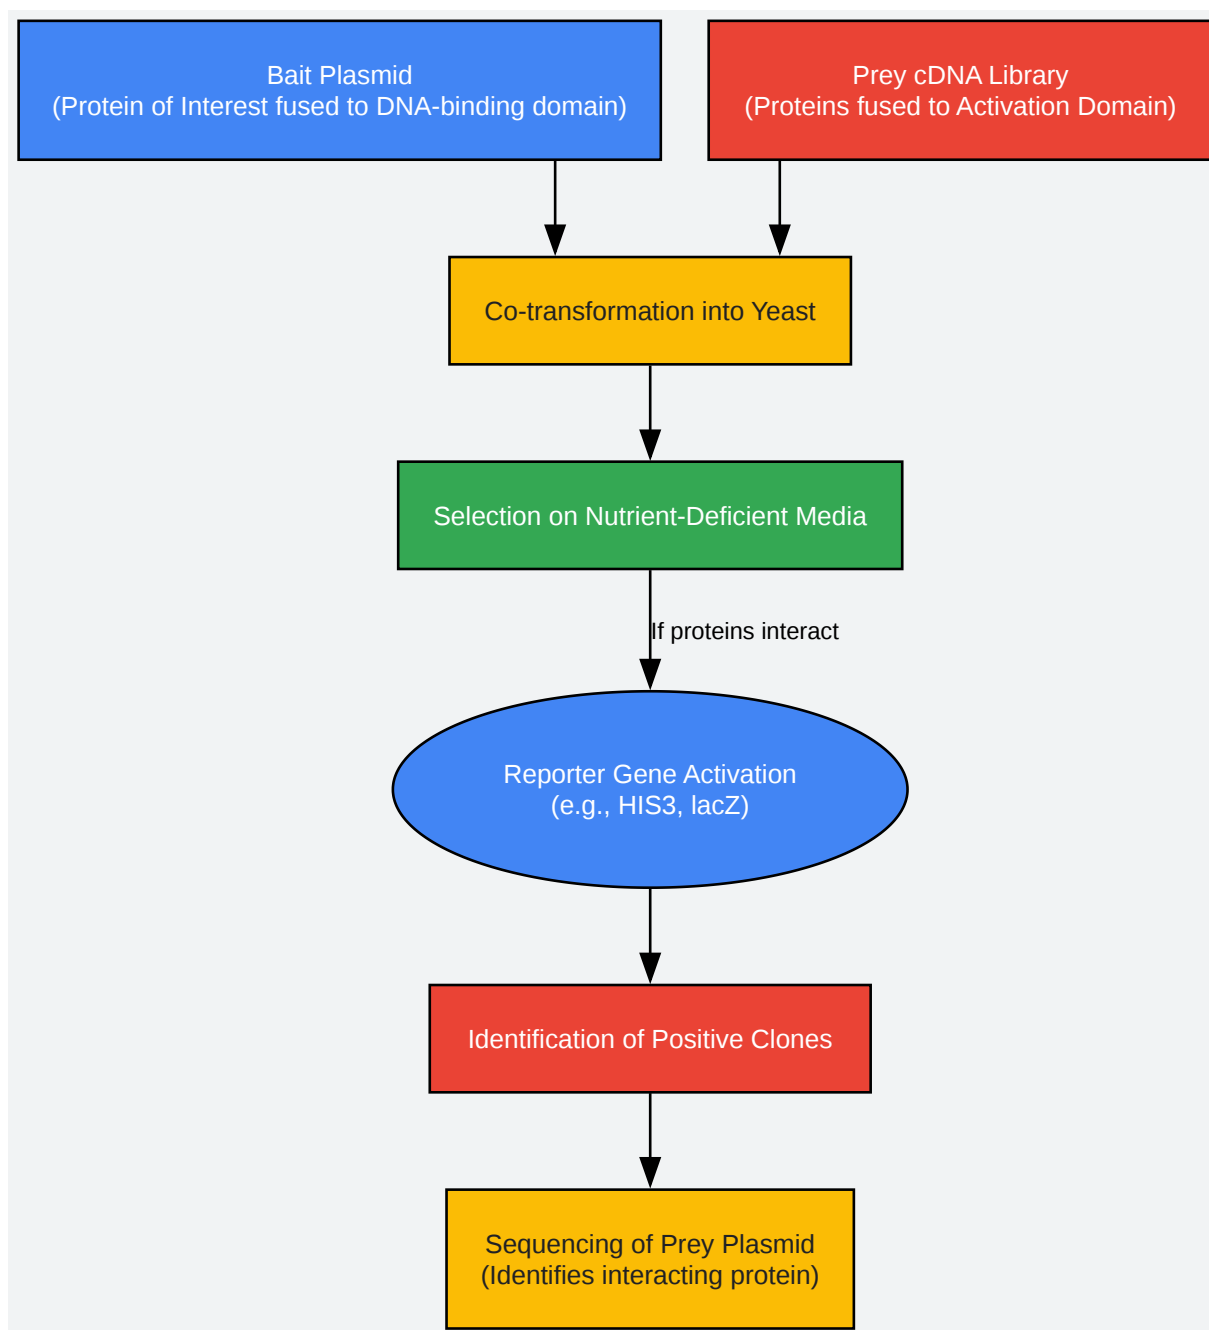 Bait Plasmid
(Protein of Interest fused to DNA-binding domain)
Prey cDNA Library
(Proteins fused to Activation Domain)
Co-transformation into Yeast
Selection on Nutrient-Deficient Media
If proteins interact
Reporter Gene Activation
(e.g., HIS3, lacZ)
Identification of Positive Clones
Sequencing of Prey Plasmid
(Identifies interacting protein)